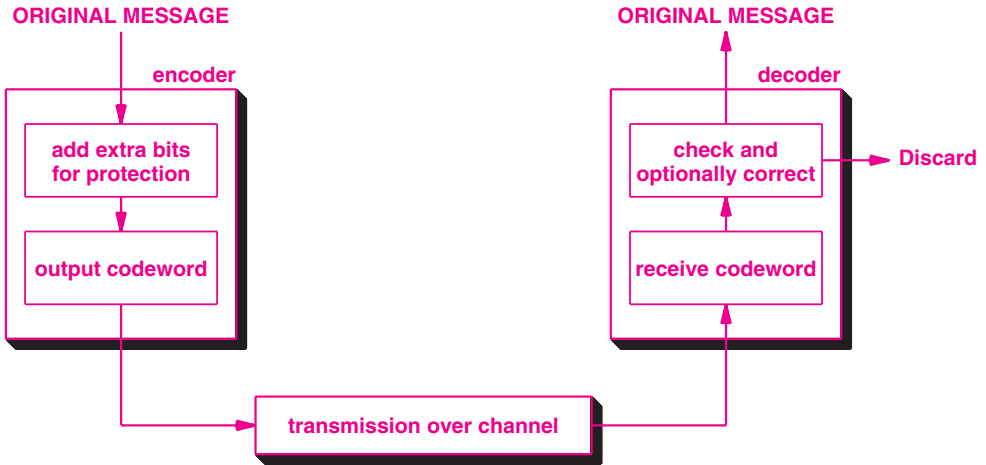 ORIGINAL MESSAGE
encoder
add extra bits
for protection
output codeword
transmission over channel
ORIGINAL MESSAGE
decoder
check and
optionally correct
Discard
receive codeword